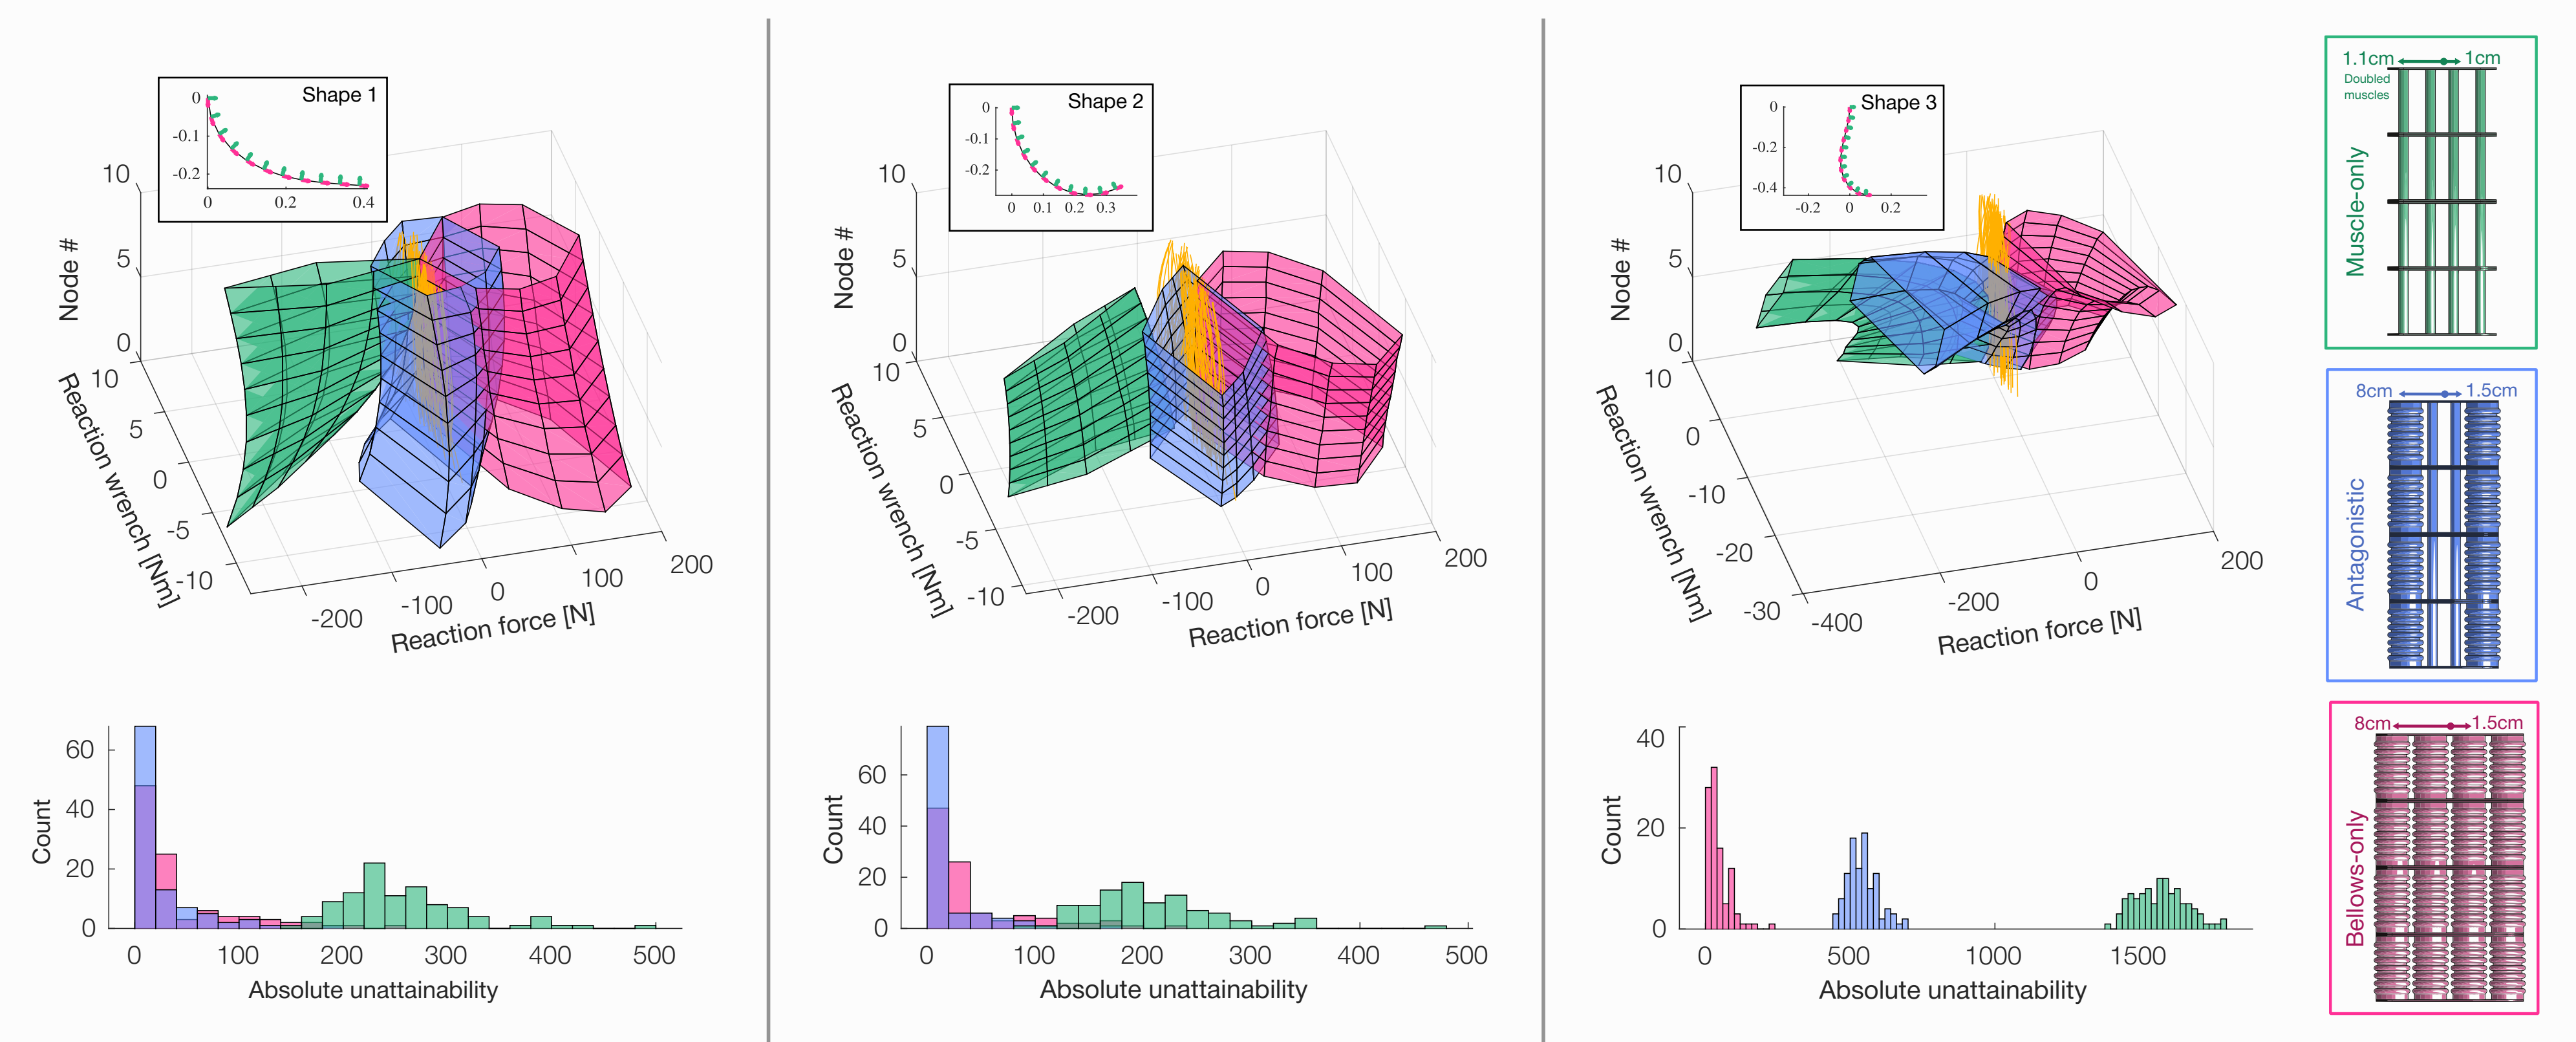 Shape 1
0
-0.1
-0.2
0
0.2
0.4
10
5
0
Node #
10
5
0
-5
-10
Reaction wrench [Nm]
-200
-100
0
100
200
Reaction force [N]
60
40
20
0
Count
0
100
200
300
400
500
Absolute unattainability
Shape 2
0
-0.1
-0.2
0
0.1
0.2
0.3
10
5
0
Node #
10
5
0
-5
-10
Reaction wrench [Nm]
-200
-100
0
100
200
Reaction force [N]
60
40
20
0
Count
0
100
200
300
400
500
Absolute unattainability
Shape 3
0
-0.2
-0.4
-0.2
0
0.2
10
5
0
Node #
10
0
-10
-20
-30
Reaction wrench [Nm]
-400
-200
0
200
Reaction force [N]
40
20
0
Count
0
500
1000
1500
Absolute unattainability
1.1cm
1cm
Doubled
muscles
Muscle-only
8cm
1.5cm
Antagonistic
8cm
1.5cm
Bellows-only